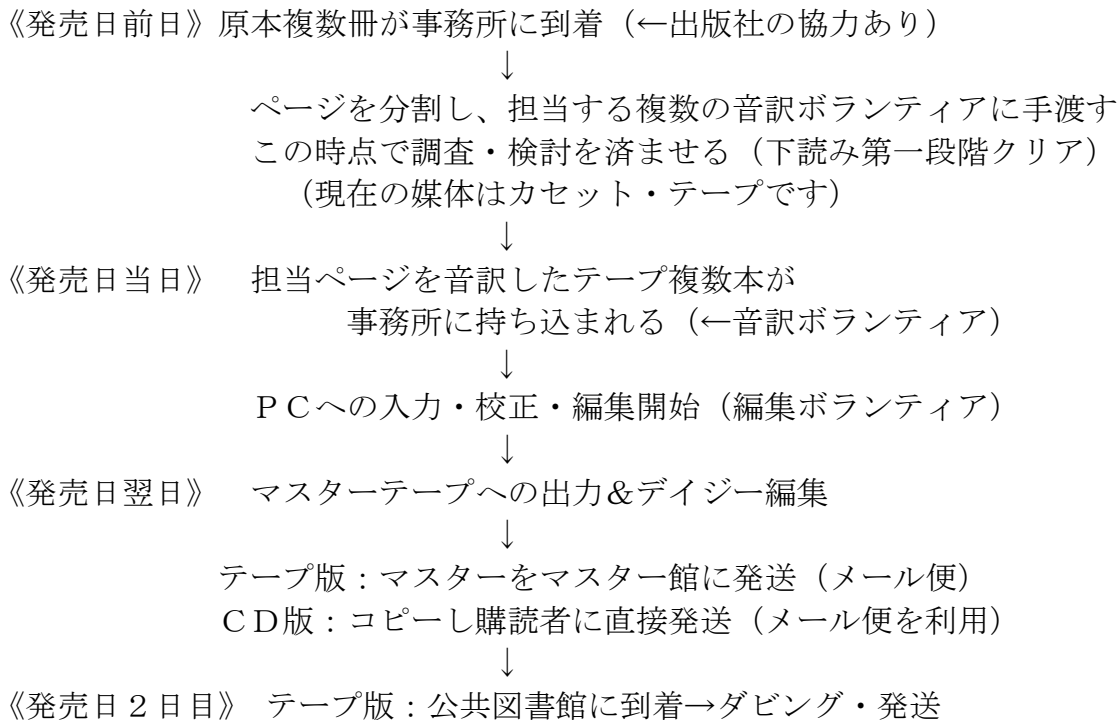 《発売日前日》原本複数冊が事務所に到着（←出版社の協力あり）
↓
ページを分割し、担当する複数の音訳ボランティアに手渡す
この時点で調査・検討を済ませる（下読み第一段階クリア）
（現在の媒体はカセット・テープです）
↓
《発売日当日》　担当ページを音訳したテープ複数本が
事務所に持ち込まれる（←音訳ボランティア）
↓
ＰＣへの入力・校正・編集開始（編集ボランティア）
↓
《発売日翌日》　マスターテープへの出力＆デイジー編集
↓
テープ版：マスターをマスター館に発送（メール便）
ＣＤ版：コピーし購読者に直接発送（メール便を利用）
↓
《発売日２日目》 テープ版：公共図書館に到着→ダビング・発送